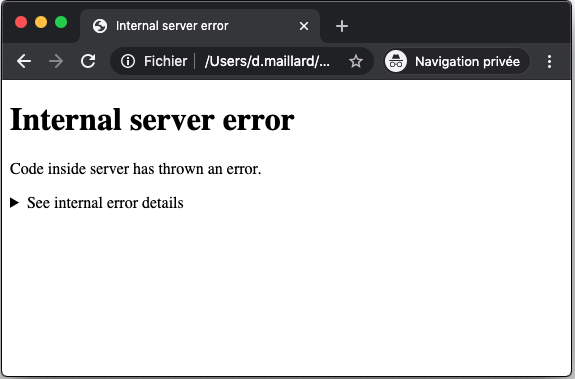 Internal server error
Fichier /Users/d.maillard/... Navigation privée
Internal server error
Code inside server has thrown an error.
See internal error details